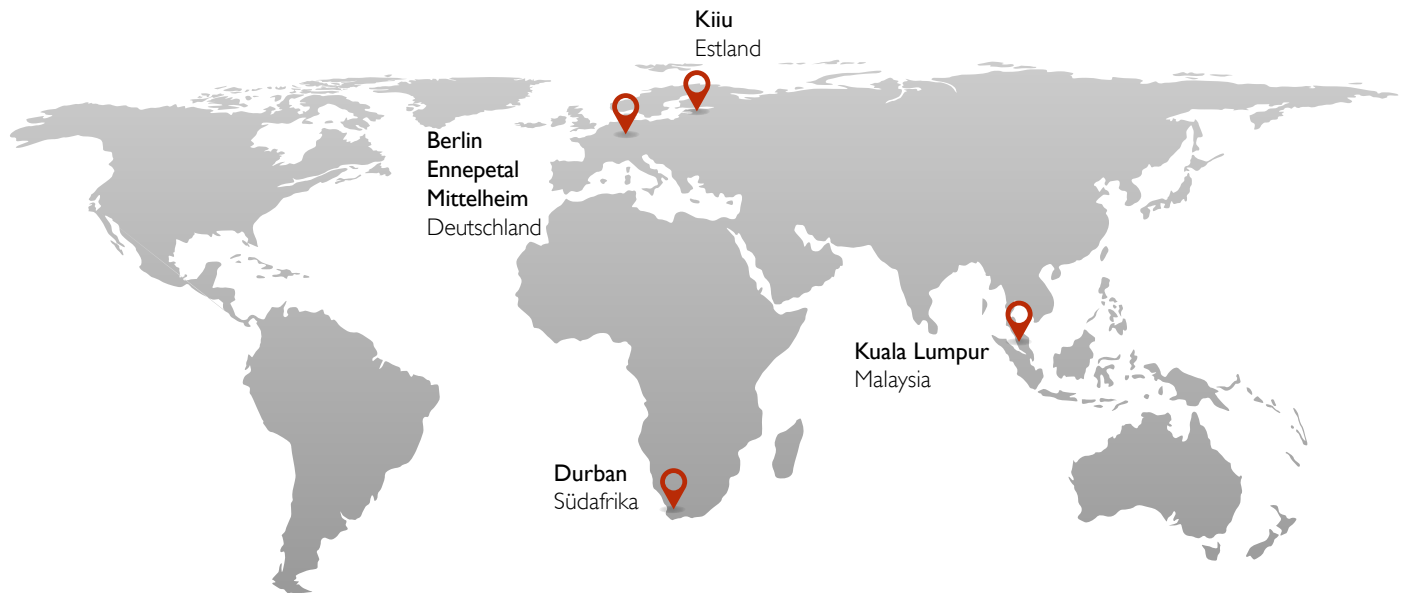 Kiiu
Estland
Berlin
Ennepetal
Mittelheim
Deutschland
Kuala Lumpur
Malaysia
Durban
Südafrika